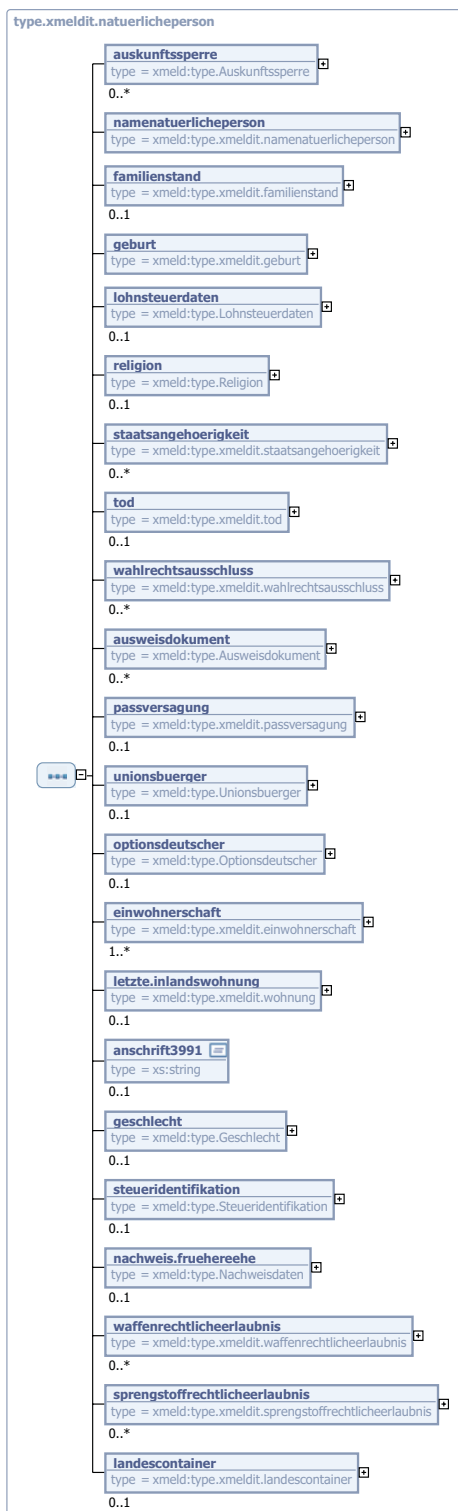 type.xmeldit.natuerlicheperson
auskunftssperre
type = xmeld:type.Auskunftssperre
0..*
namenatuerlicheperson
type = xmeld:type.xmeldit.namenatuerlicheperson
familienstand
type = xmeld:type.xmeldit.familienstand
0..1
geburt
type = xmeld:type.xmeldit.geburt
lohnsteuerdaten
type = xmeld:type.Lohnsteuerdaten
0..1
religion
type = xmeld:type.Religion
0..1
staatsangehoerigkeit
type = xmeld:type.xmeldit.staatsangehoerigkeit
0..*
tod
type = xmeld:type.xmeldit.tod
0..1
wahlrechtsausschluss
type = xmeld:type.xmeldit.wahlrechtsausschluss
0..*
ausweisdokument
type = xmeld:type.Ausweisdokument
0..*
passversagung
type = xmeld:type.xmeldit.passversagung
0..1
unionsbuerger
type = xmeld:type.Unionsbuerger
0..1
optionsdeutscher
type = xmeld:type.Optionsdeutscher
0..1
einwohnerschaft
type = xmeld:type.xmeldit.einwohnerschaft
1..*
letzte.inlandswohnung
type = xmeld:type.xmeldit.wohnung
0..1
anschrift3991
type = xs:string
0..1
geschlecht
type = xmeld:type.Geschlecht
0..1
steueridentifikation
type = xmeld:type.Steueridentifikation
0..1
nachweis.fruehereehe
type = xmeld:type.Nachweisdaten
0..1
waffenrechtlicheerlaubnis
type = xmeld:type.xmeldit.waffenrechtlicheerlaubnis
0..*
sprengstoffrechtlicheerlaubnis
type = xmeld:type.xmeldit.sprengstoffrechtlicheerlaubnis
0..*
landescontainer
type = xmeld:type.xmeldit.landescontainer
0..1